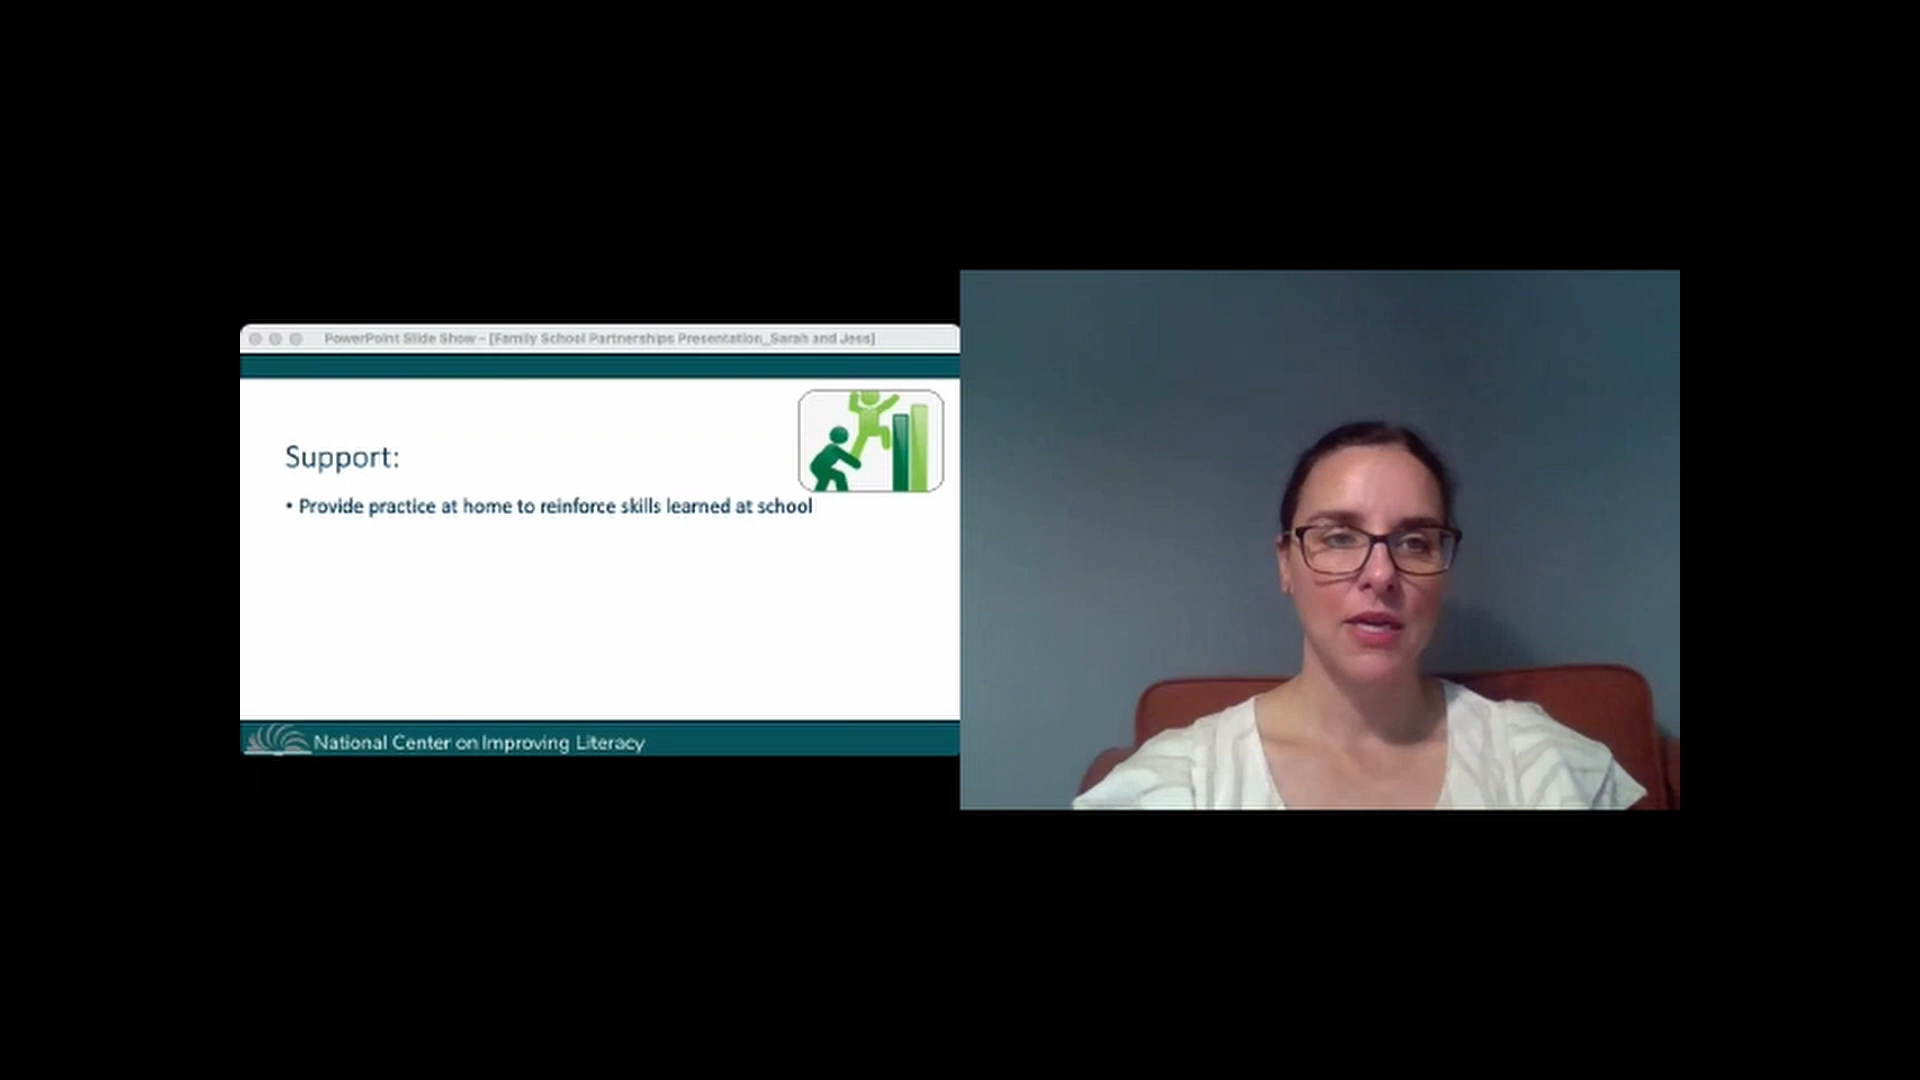 PowerPoint Slide Show - [Family School Partnerships Presentation_Sarah and Jess]
Support:
• Provide practice at home to reinforce skills learned at school
National Center on Improving Literacy